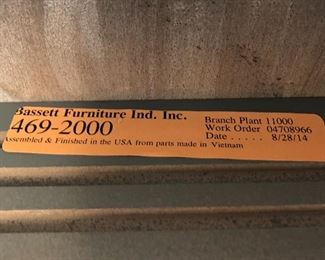 Bassett Furniture Ind. Inc.
469-2000
Assembled & Finished in the USA from parts made in Vietnam
Branch Plant 11000
Work Order 04708966
Date . . . . . 8/28/14